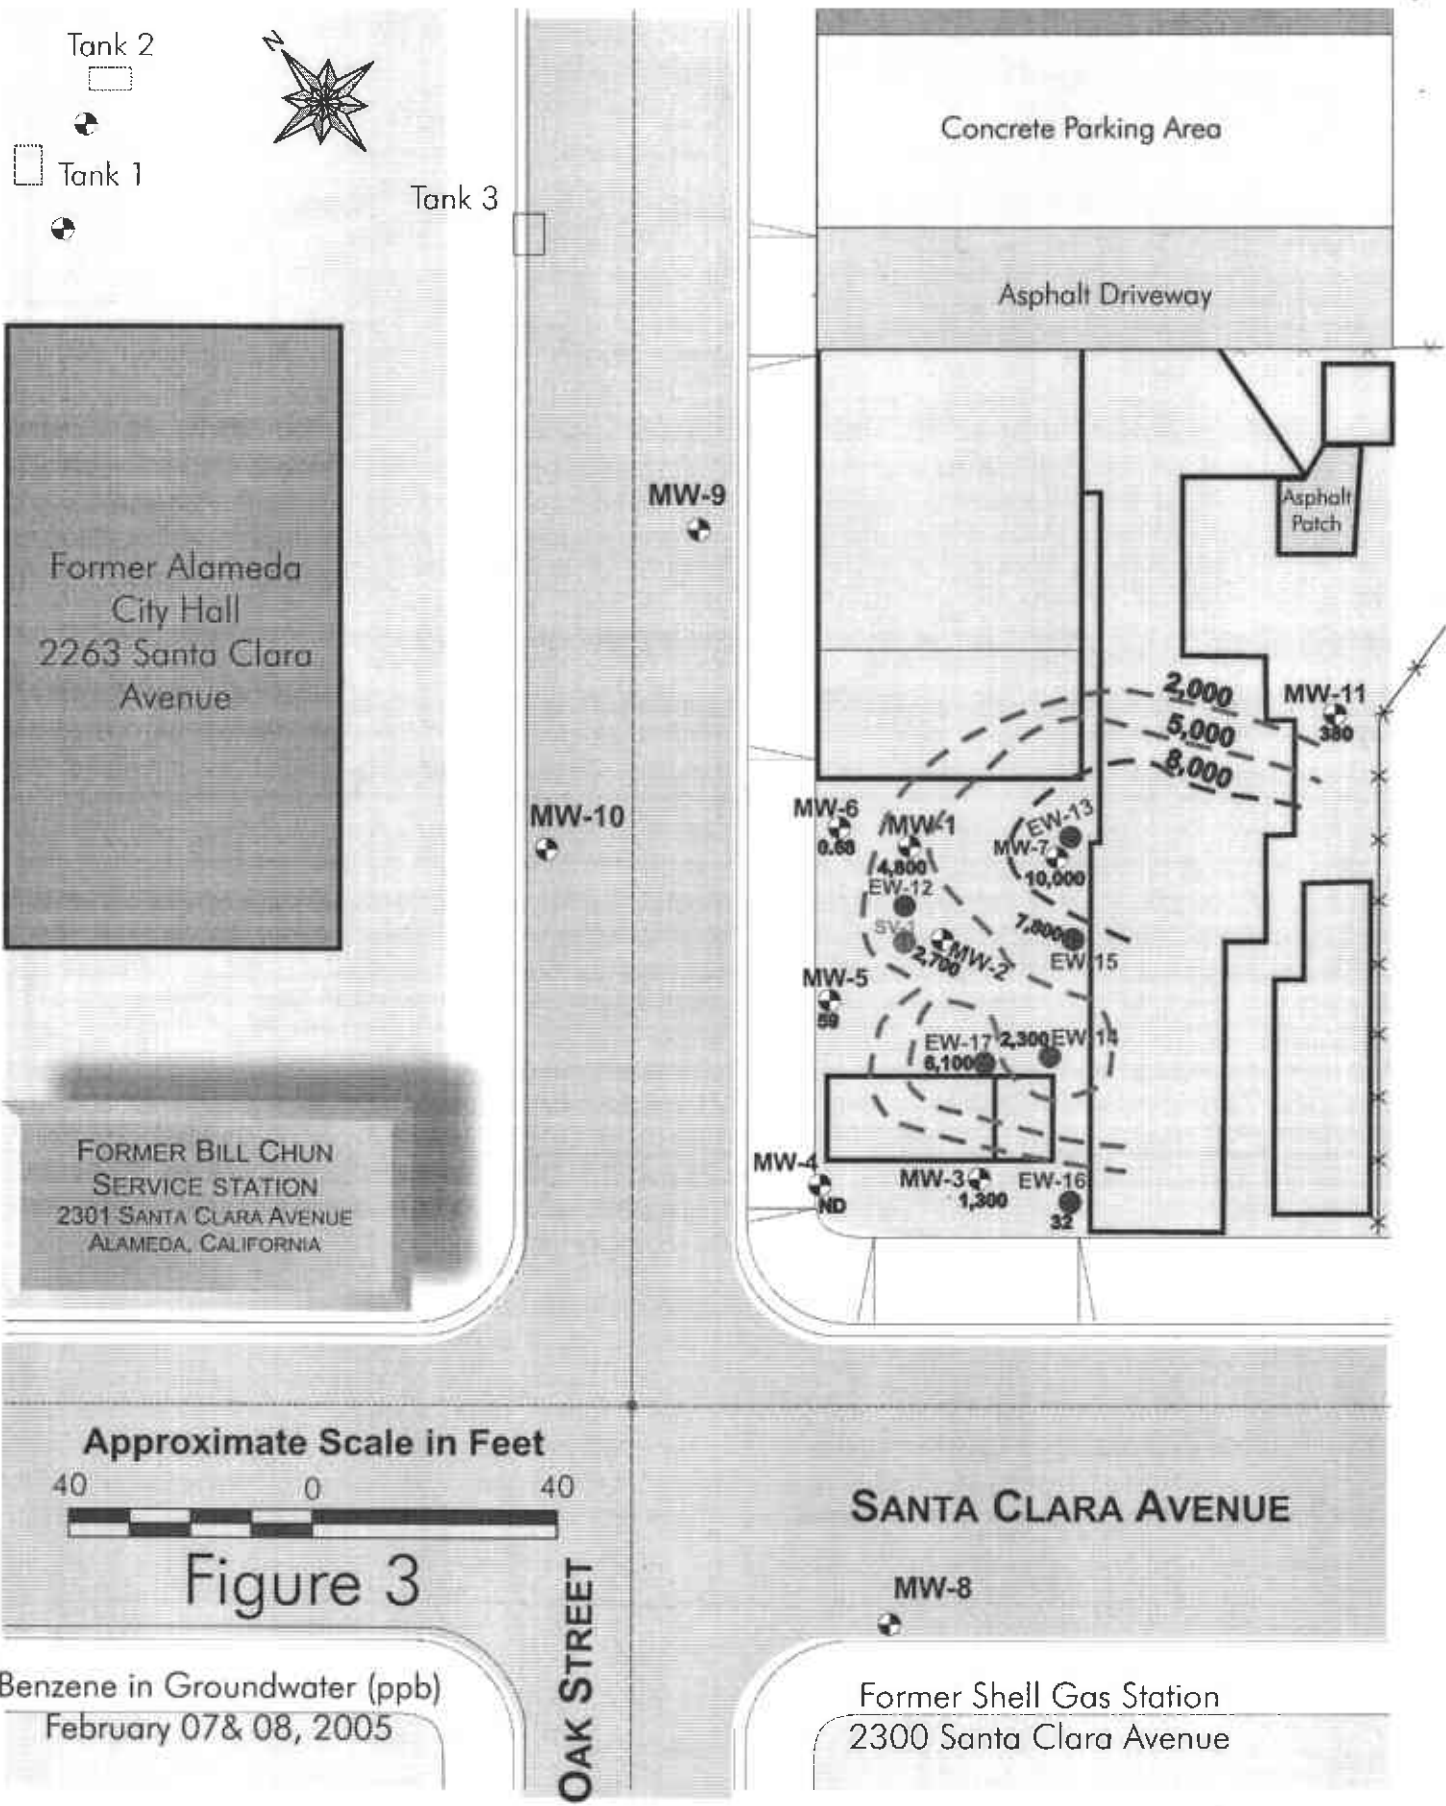 Tank 2
N
Tank 1
Tank 3
Concrete Parking Area
Asphalt Driveway
MW-9
Asphalt
Patch
Former Alameda
City Hall
2263 Santa Clara
Avenue
2,000
MW-11
380
5,000
8,000
MW-10
MW-6
0.68
MW-1
4,800
EW-13
MW-7
10,000
EW-12
SV-1
MW-2
2,700
7,800
EW-15
MW-5
59
EW-17
6,100
2,300
EW-14
FORMER BILL CHUN
SERVICE STATION
2301 SANTA CLARA AVENUE
ALAMEDA, CALIFORNIA
MW-4
ND
MW-3
1,300
EW-16
32
Approximate Scale in Feet
40 0 40
Figure 3
SANTA CLARA AVENUE
OAK STREET
MW-8
Benzene in Groundwater (ppb)
February 07& 08, 2005
Former Shell Gas Station
2300 Santa Clara Avenue